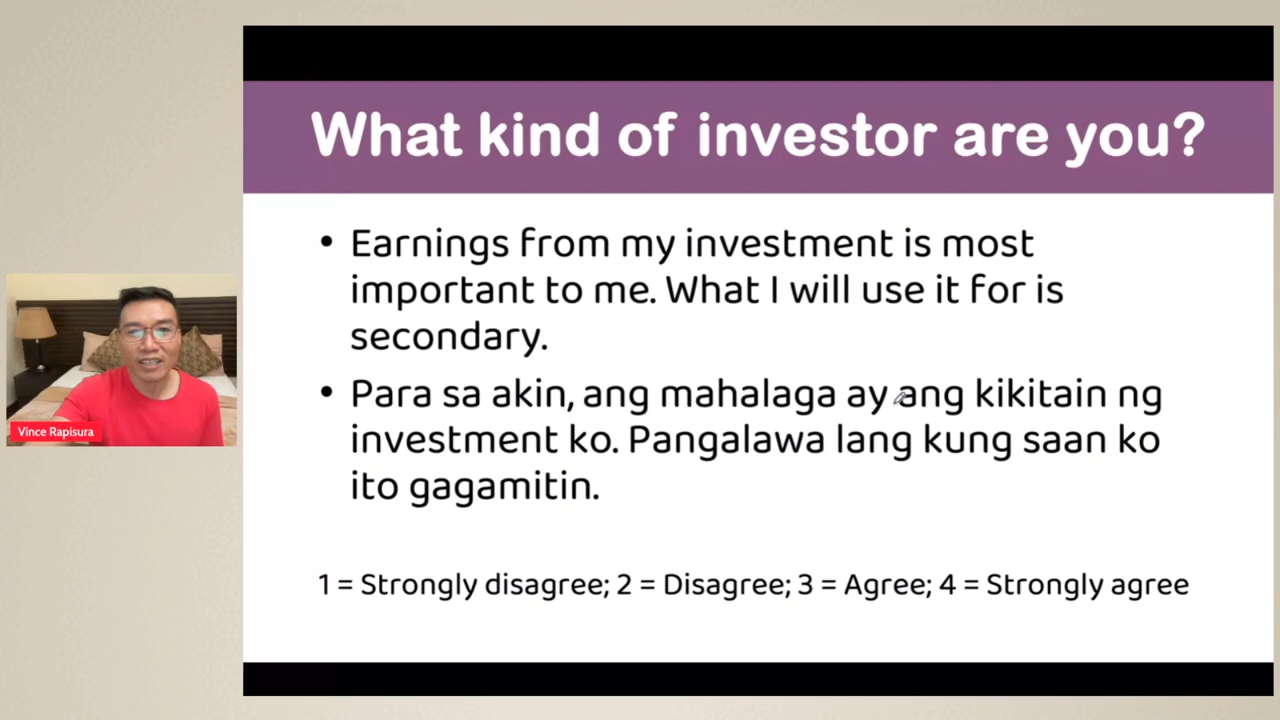 What kind of investor are you?
• Earnings from my investment is most
important to me. What I will use it for is
secondary.
• Para sa akin, ang mahalaga ay ang kikitain ng
investment ko. Pangalawa lang kung saan ko
ito gagamitin.
1 = Strongly disagree; 2 = Disagree; 3 = Agree; 4 = Strongly agree
Vince Rapisura